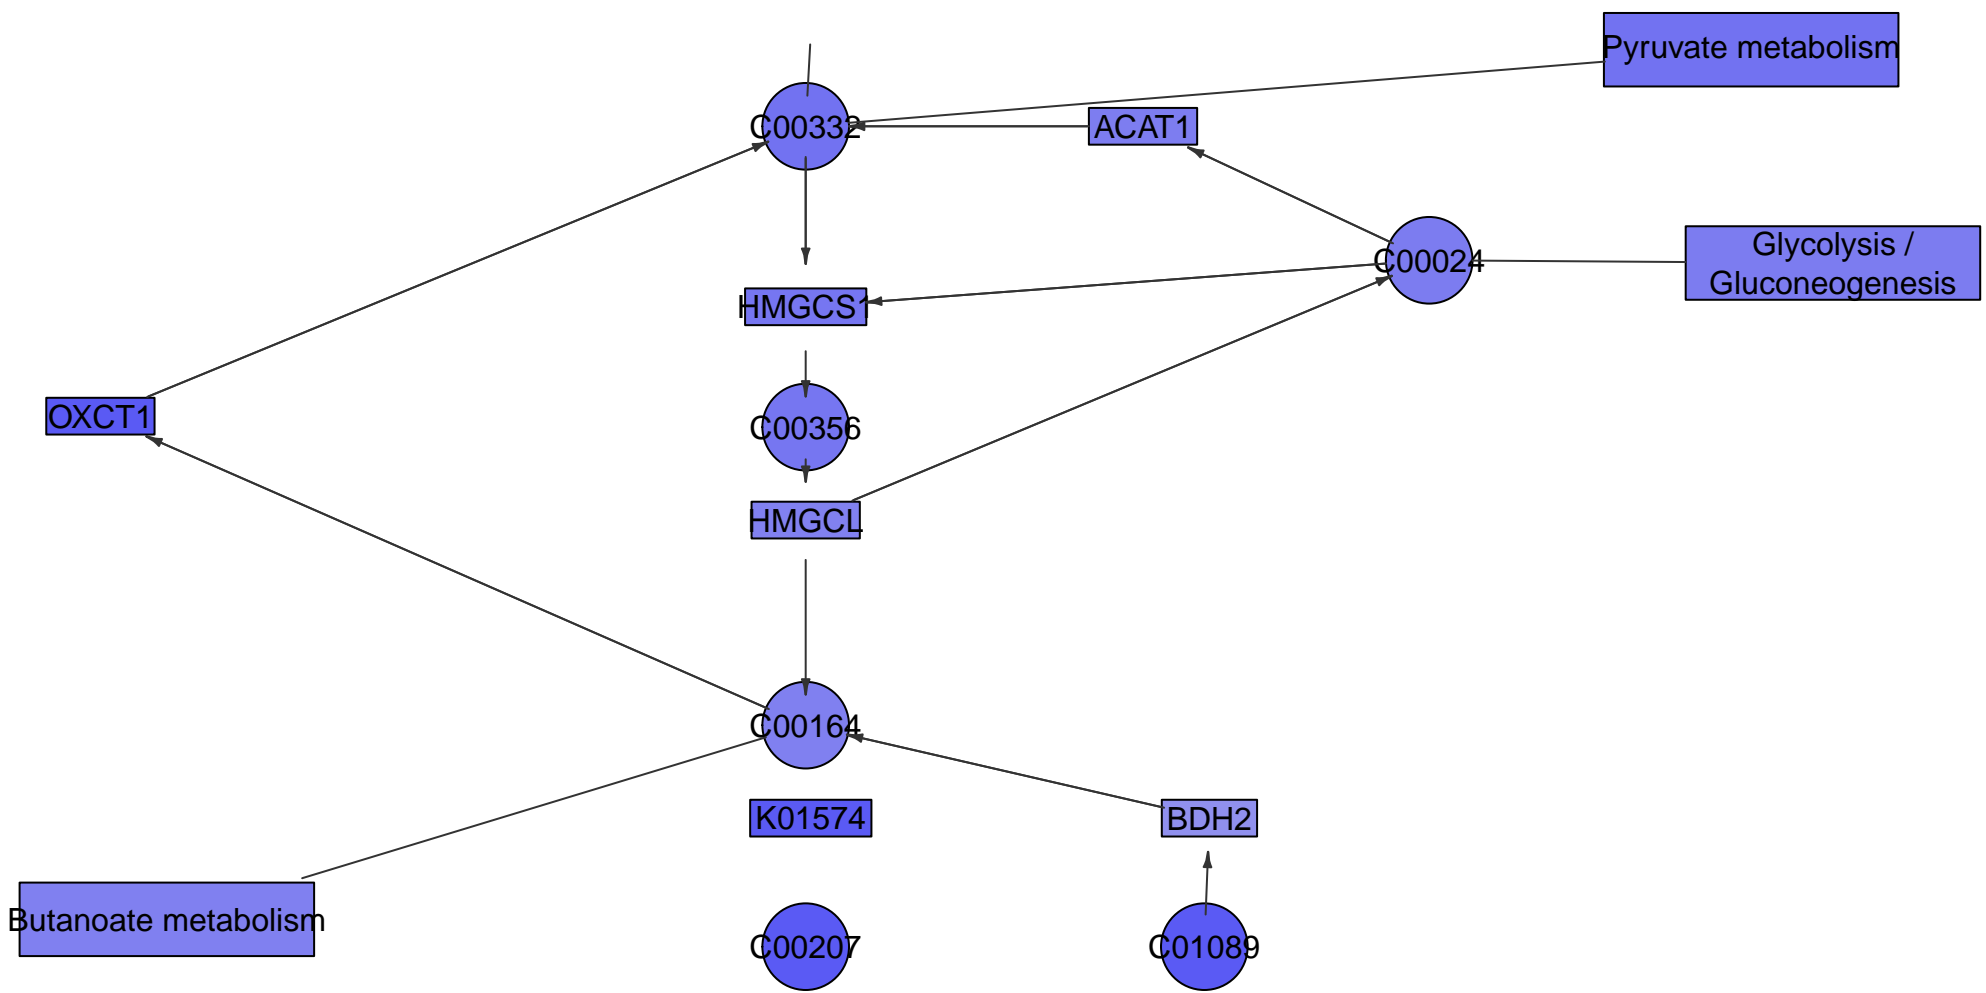 Pyruvate metabolism
C00332
ACAT1
Glycolysis /
Gluconeogenesis
C00024
HMGCS1
OXCT1
C00356
HMGCL
C00164
K01574
BDH2
Butanoate metabolism
C00207
C01089